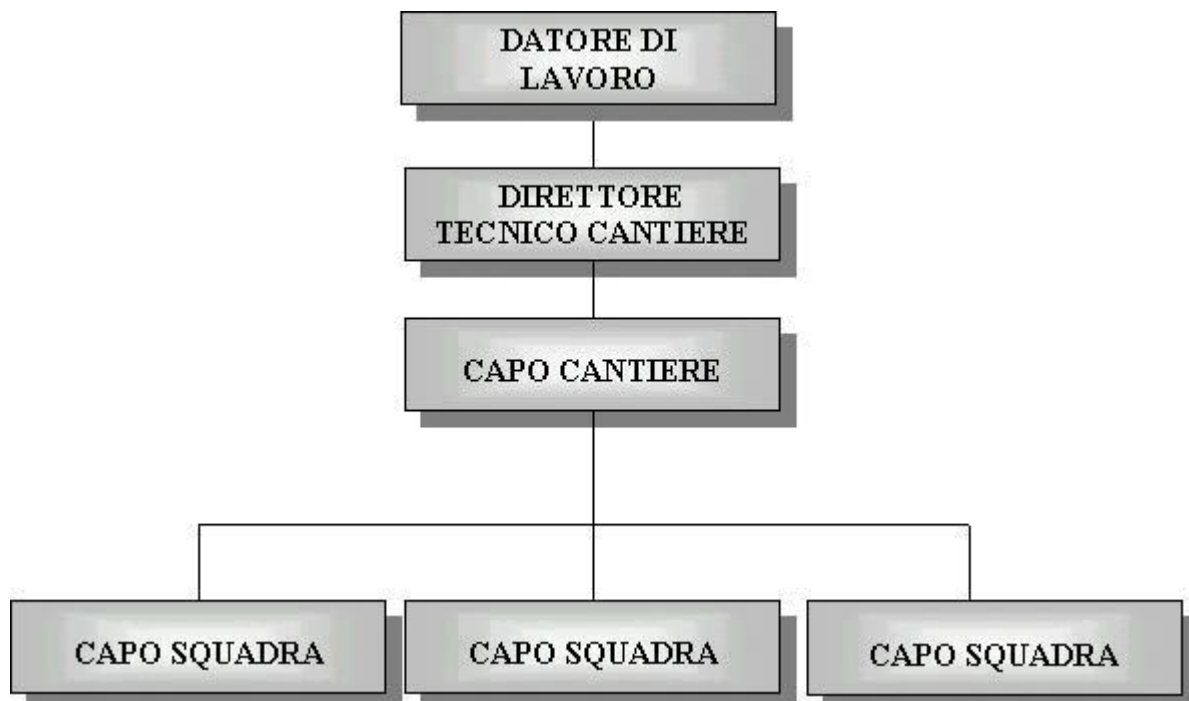 DATORE DI
LAVORO
DIRETTORE
TECNICO CANTIERE
CAPO CANTIERE
CAPO SQUADRA
CAPO SQUADRA
CAPO SQUADRA